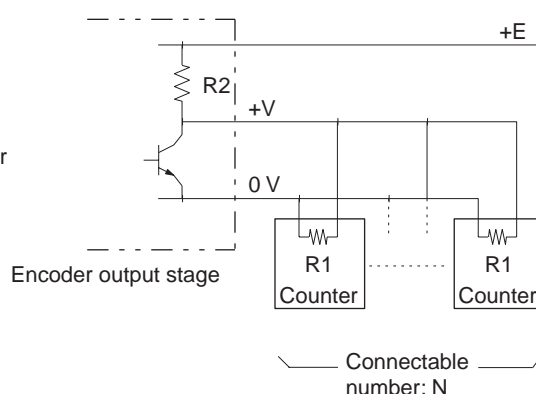 +E
R2
+V
r
0 V
R1
R1
Encoder output stage
Counter
Counter
Connectable
number: N